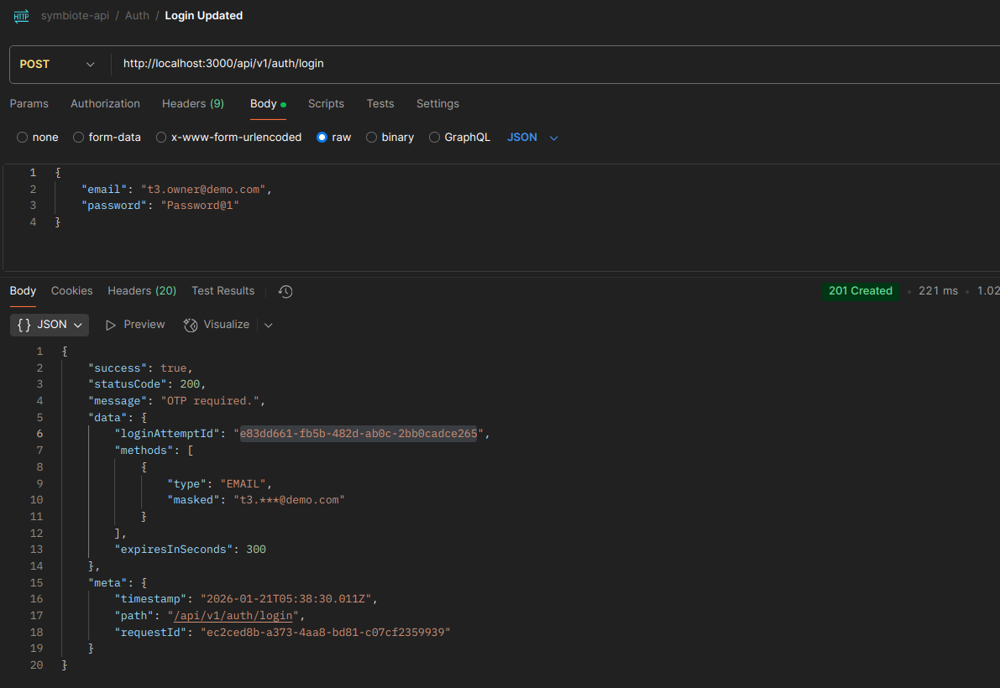 HTTP symbiote-api / Auth / Login Updated
POST http://localhost:3000/api/v1/auth/login
Params Authorization Headers (9) Body Scripts Tests Settings
none form-data x-www-form-urlencoded raw binary GraphQL JSON
1 {
2 "email": "t3.owner@demo.com",
3 "password": "Password@1"
4 }
Body Cookies Headers (20) Test Results 201 Created 221 ms 1.02
{} JSON Preview Visualize
1 {
2 "success": true,
3 "statusCode": 200,
4 "message": "OTP required.",
5 "data": {
6 "loginAttemptId": "e83dd661-fb5b-482d-ab0c-2bb0cadce265",
7 "methods": [
8 {
9 "type": "EMAIL",
10 "masked": "t3.***@demo.com"
11 }
12 ],
13 "expiresInSeconds": 300
14 },
15 "meta": {
16 "timestamp": "2026-01-21T05:38:30.011Z",
17 "path": "/api/v1/auth/login",
18 "requestId": "ec2ced8b-a373-4aa8-bd81-c07cf2359939"
19 }
20 }